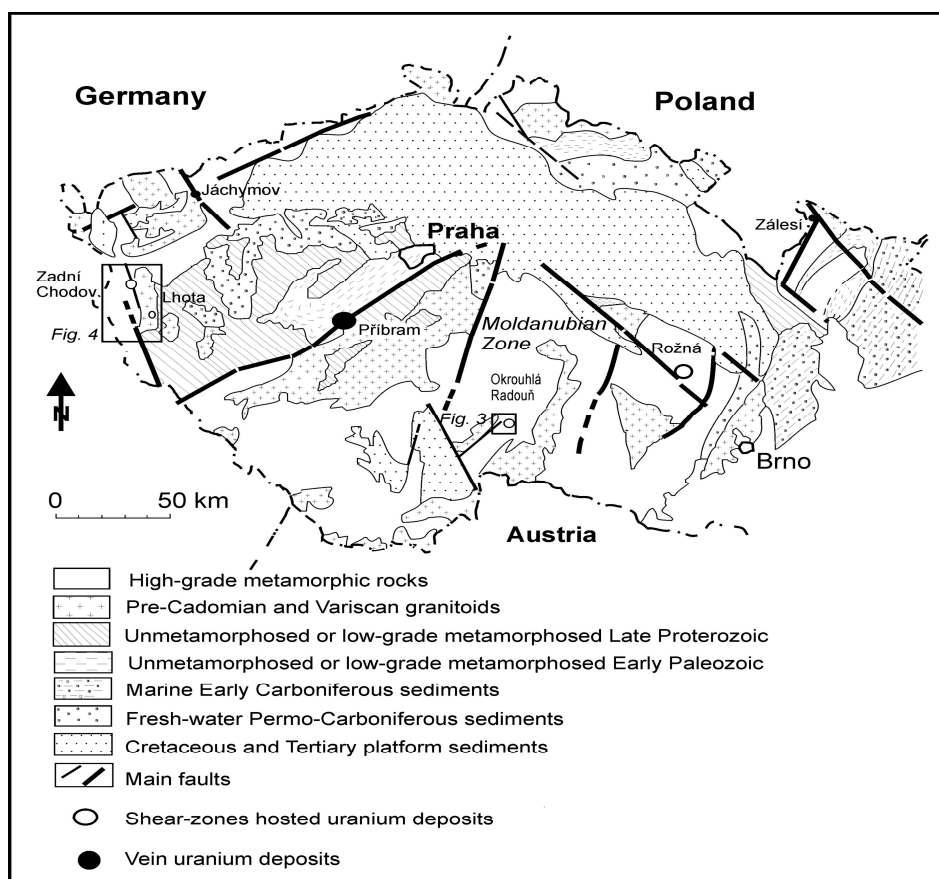 Germany
Poland
Jáchymov
Praha
Zálesí
Zadní
Chodov
Lhota
Fig. 4
Příbram
Moldanubian
Zone
Rožná
Okrouhlá
Radouň
Fig. 3
N
Brno
0 50 km
Austria
High-grade metamorphic rocks
Pre-Cadomian and Variscan granitoids
Unmetamorphosed or low-grade metamorphosed Late Proterozoic
Unmetamorphosed or low-grade metamorphosed Early Paleozoic
Marine Early Carboniferous sediments
Fresh-water Permo-Carboniferous sediments
Cretaceous and Tertiary platform sediments
Main faults
Shear-zones hosted uranium deposits
Vein uranium deposits